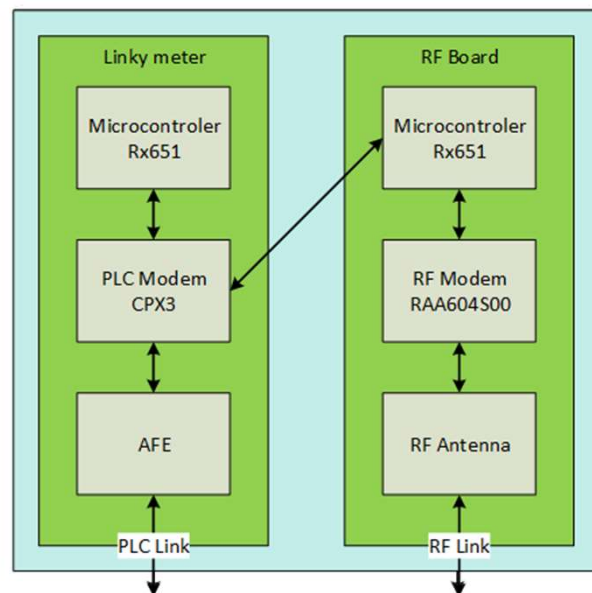 Linky meter
Microcontroler
Rx651
PLC Modem
CPX3
AFE
PLC Link
RF Board
Microcontroler
Rx651
RF Modem
RAA604S00
RF Antenna
RF Link